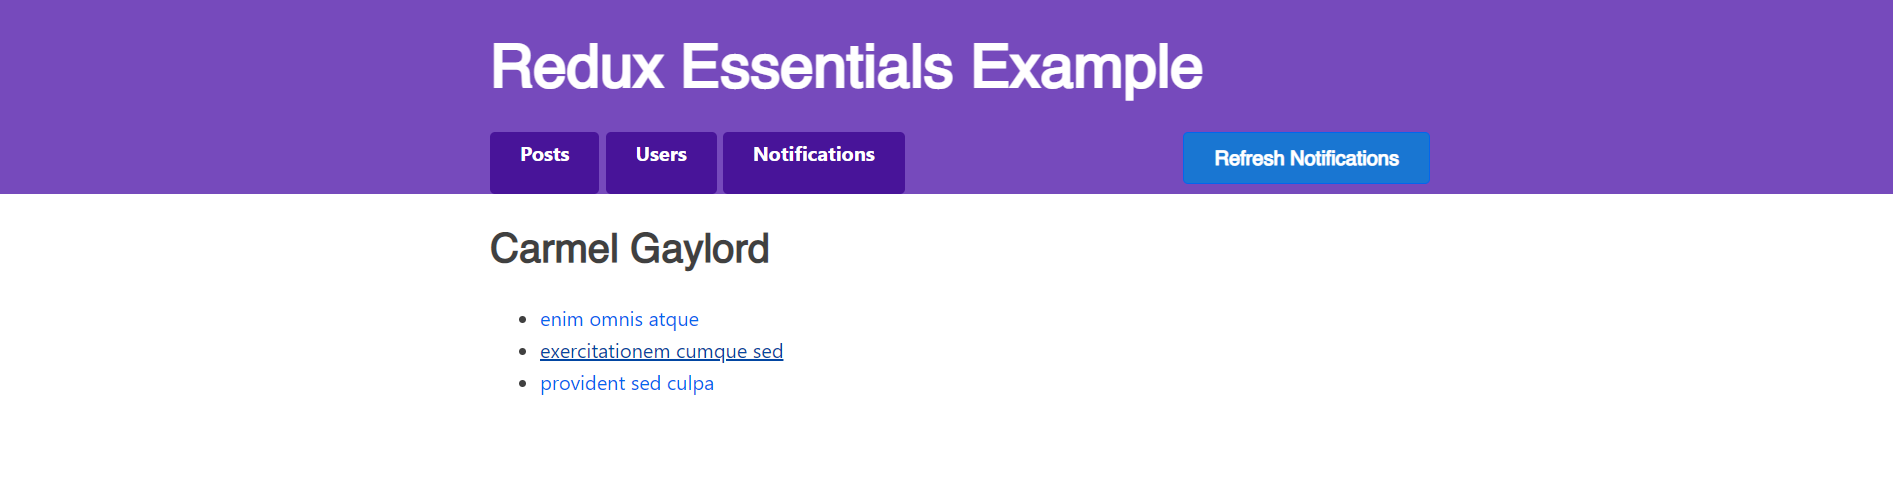 Redux Essentials Example
Posts Users Notifications Refresh Notifications
Carmel Gaylord
enim omnis atque
exercitationem cumque sed
provident sed culpa